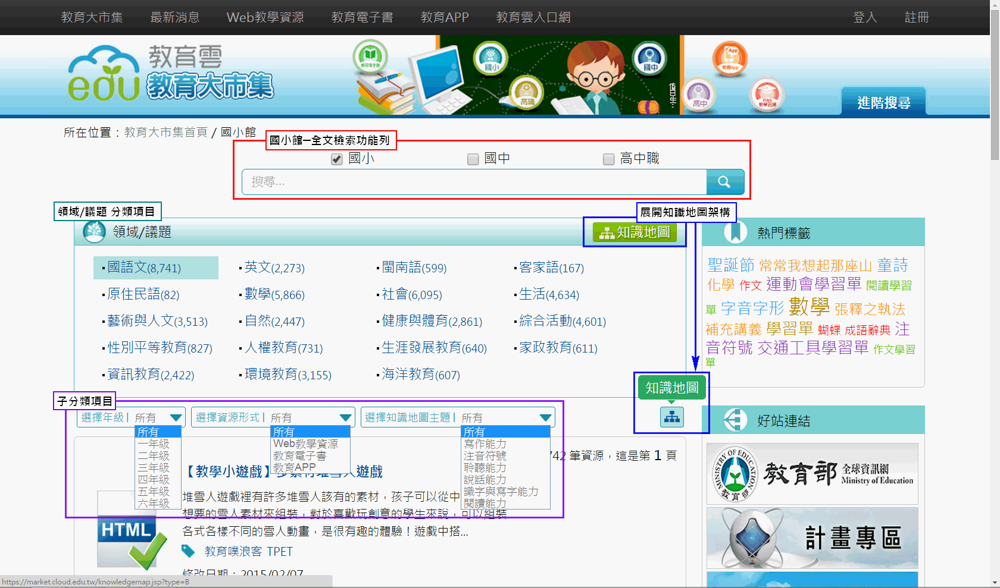 教育大市集 最新消息 Web教學資源 教育電子書 教育APP 教育雲入口網 登入 註冊
教育雲
edu 教育大市集
國小 國中 App
高職 高中 Web
值日生:
進階搜尋
所在位置：教育大市集首頁 / 國小館
國小館─全文檢索功能列
國小 國中 高中職
搜尋...
領域/議題 分類項目
展開知識地圖架構
領域/議題 知識地圖
國語文(8,741) 英文(2,273) 閩南語(599) 客家語(167)
原住民語(82) 數學(5,866) 社會(6,095) 生活(4,634)
藝術與人文(3,513) 自然(2,447) 健康與體育(2,861) 綜合活動(4,601)
性別平等教育(827) 人權教育(731) 生涯發展教育(640) 家政教育(611)
資訊教育(2,422) 環境教育(3,155) 海洋教育(607)
知識地圖
子分類項目
選擇年級 | 所有 選擇資源形式 | 所有 選擇知識地圖主題 | 所有
所有
一年級
二年級
三年級
四年級
五年級
六年級
所有
Web教學資源
教育電子書
教育APP
所有
寫作能力
注音符號
聆聽能力
說話能力
識字與寫字能力
閱讀能力
742 筆資源，這是第 1 頁
【教學小遊戲】
人遊戲
堆雪人遊戲裡有許多堆雪人該有的素材，孩子可以從中
想要的雪人素材來組裝，對於喜歡玩創意的學生來說，可以組裝
各式各樣不同的雪人動畫，是很有趣的體驗！遊戲中搭...
HTML
教育噗浪客 TPET
修改日期：2015/02/07
熱門標籤
聖誕節 常常我想起那座山 童詩
化學 作文 運動會學習單 閱讀學習
單 字音字形 數學 張釋之執法
補充講義 學習單 蝴蝶 成語辭典 注
音符號 交通工具學習單 作文學習
單
好站連結
MINISTRY OF EDUCATION
教育部
教育部 全球資訊網
Ministry of Education
計畫專區
https://market.cloud.edu.tw/knowledgemap.jsp?type=B